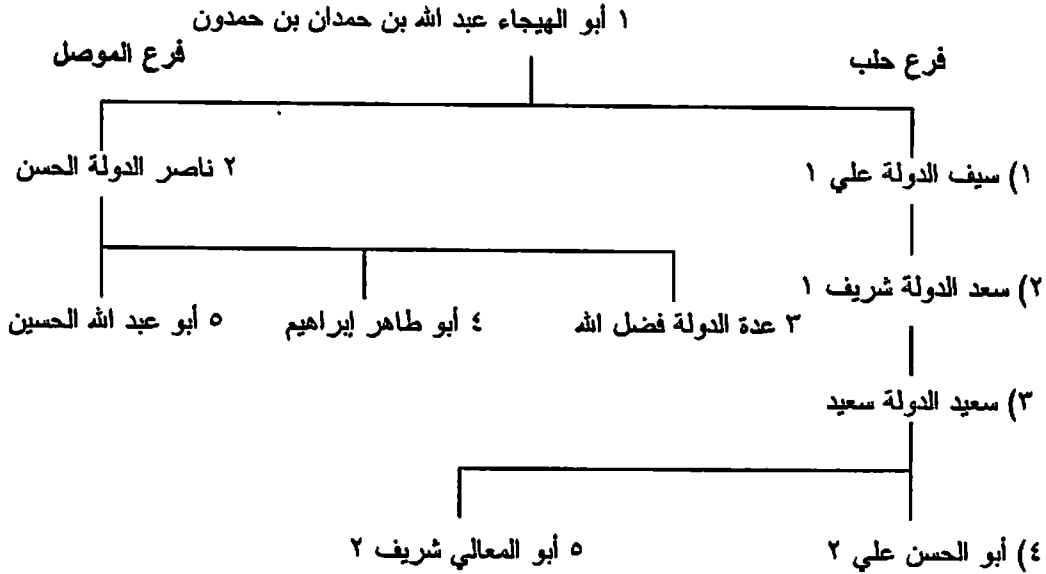 ١ أبو الهيجاء عبد الله بن حمدان بن حمدون
فرع حلب
فرع الموصل
١) سيف الدولة علي ١
٢ ناصر الدولة الحسن
٢) سعد الدولة شريف ١
٣ عدة الدولة فضل الله
٤ أبو طاهر إبراهيم
٥ أبو عبد الله الحسين
٣) سعيد الدولة سعيد
٤) أبو الحسن علي ٢
٥ أبو المعالي شريف ٢